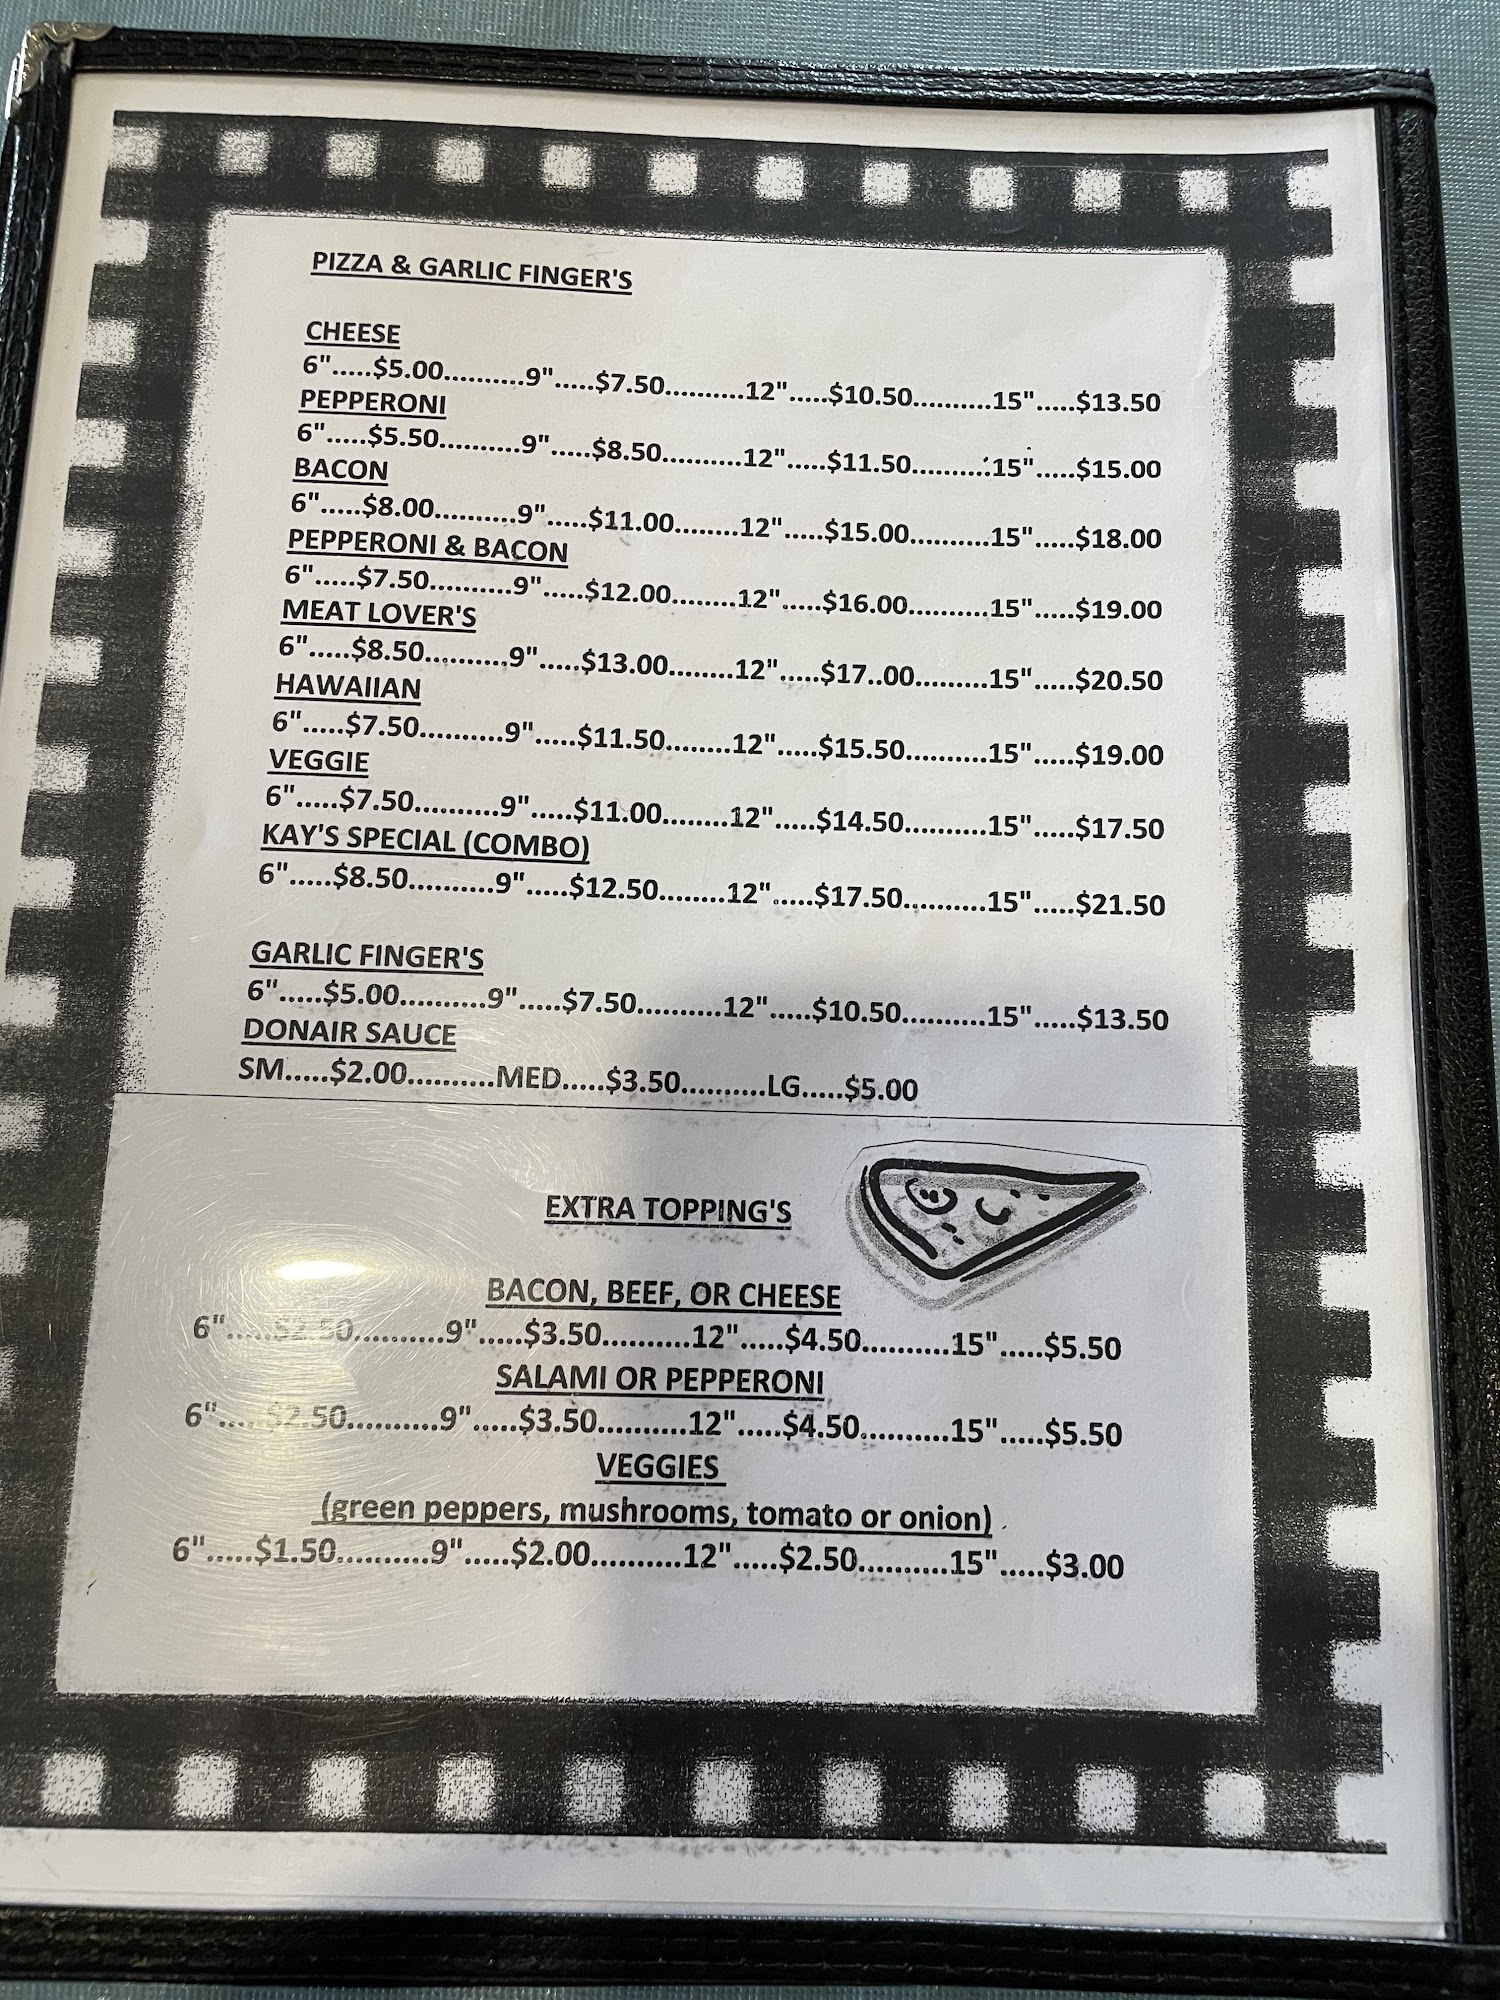 PIZZA & GARLIC FINGER'S
CHEESE
6".....$5.00..........9".....$7.50..........12".....$10.50..........15".....$13.50
PEPPERONI
6".....$5.50..........9".....$8.50..........12".....$11.50..........15".....$15.00
BACON
6".....$8.00..........9".....$11.00........12".....$15.00..........15".....$18.00
PEPPERONI & BACON
6".....$7.50..........9".....$12.00........12".....$16.00..........15".....$19.00
MEAT LOVER'S
6".....$8.50..........9".....$13.00........12".....$17..00.........15".....$20.50
HAWAIIAN
6".....$7.50..........9".....$11.50........12".....$15.50..........15".....$19.00
VEGGIE
6".....$7.50..........9".....$11.00........12".....$14.50..........15".....$17.50
KAY'S SPECIAL (COMBO)
6".....$8.50..........9".....$12.50........12".....$17.50..........15".....$21.50
GARLIC FINGER'S
6".....$5.00..........9".....$7.50..........12".....$10.50..........15".....$13.50
DONAIR SAUCE
SM.....$2.00..........MED.....$3.50..........LG.....$5.00
EXTRA TOPPING'S
BACON, BEEF, OR CHEESE
6".....$2.50..........9".....$3.50..........12".....$4.50..........15".....$5.50
SALAMI OR PEPPERONI
6".....$2.50..........9".....$3.50..........12".....$4.50..........15".....$5.50
VEGGIES
(green peppers, mushrooms, tomato or onion)
6".....$1.50..........9".....$2.00..........12".....$2.50..........15".....$3.00